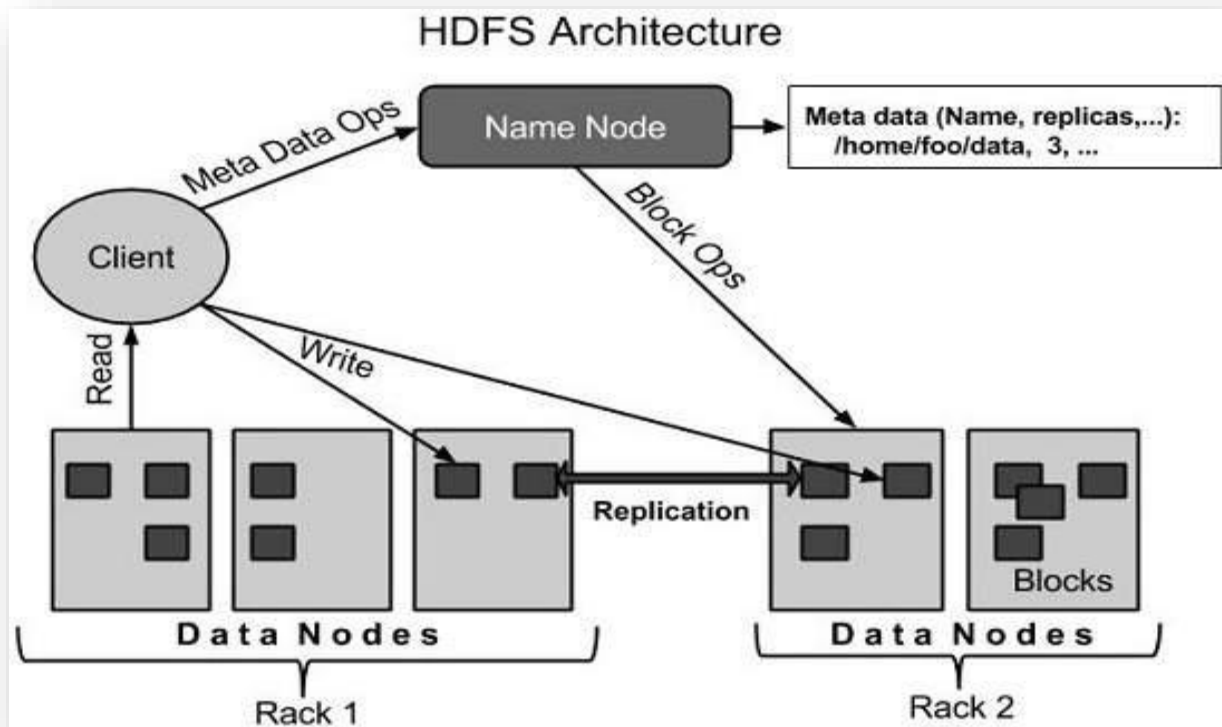 HDFS Architecture
Meta Data Ops
Name Node
Meta data (Name, replicas,...):
/home/foo/data, 3, ...
Client
Block Ops
Read
Write
Replication
Blocks
Data Nodes
Data Nodes
Rack 1
Rack 2